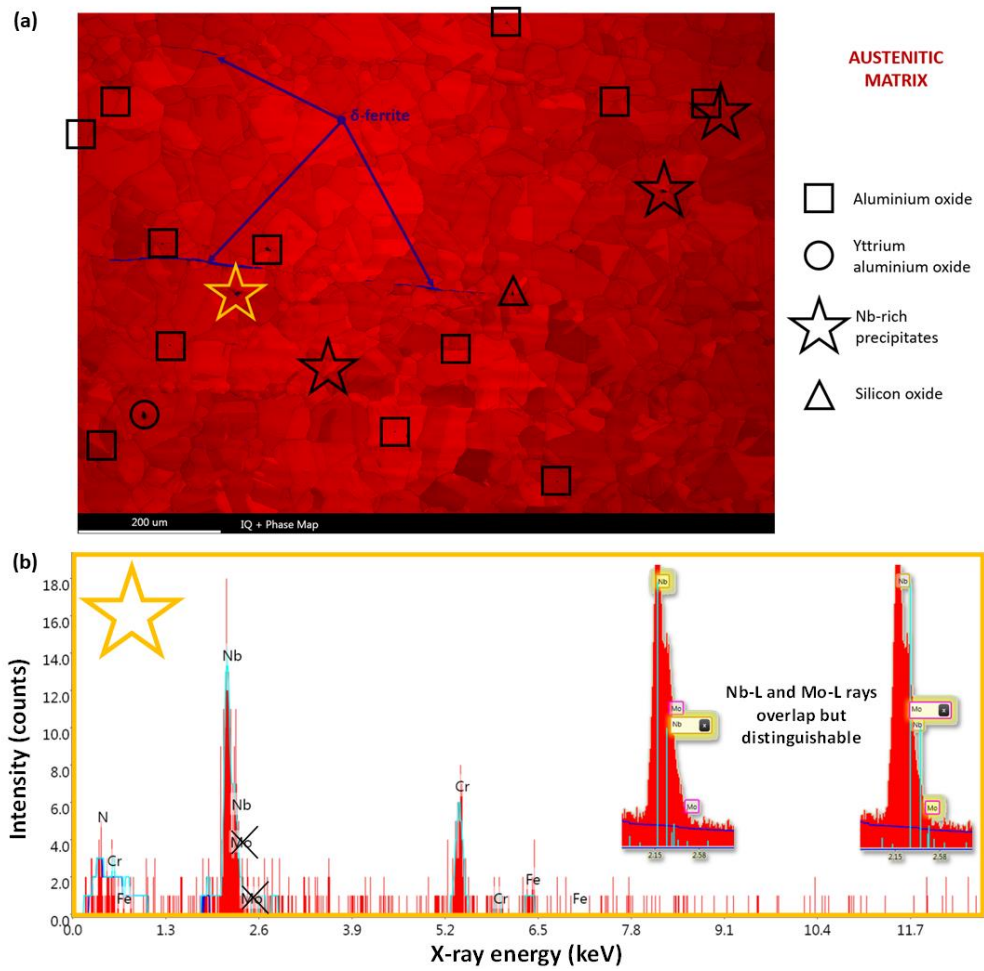 (a)
δ-ferrite
AUSTENITIC
MATRIX
Aluminium oxide
Yttrium
aluminium oxide
Nb-rich
precipitates
Silicon oxide
200 um
IQ + Phase Map
(b)
Intensity (counts)
18.0
16.0
14.0
12.0
10.0
8.0
6.0
4.0
2.0
0.0
N
Cr
Fe
Nb
Nb
Mo
Mo
Cr
Cr
Fe
Fe
Nb
Mo
Nb x
Mo
2.15 2.58
Nb-L and Mo-L rays
overlap but
distinguishable
Nb
Mo x
Nb
Mo
2.15 2.58
0.0 1.3 2.6 3.9 5.2 6.5 7.8 9.1 10.4 11.7
X-ray energy (keV)